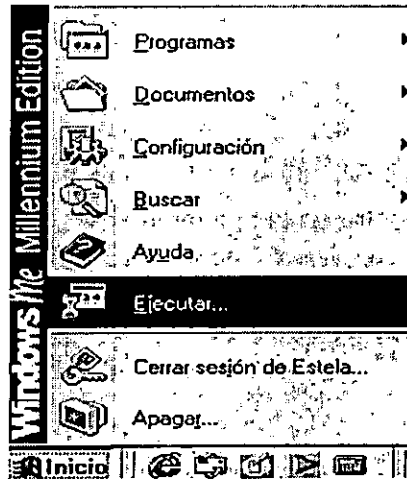 Windows Me Millennium Edition
Programas
Documentos
Configuración
Buscar
Ayuda
Ejecutar...
Cerrar sesión de Estela...
Apagar...
Inicio